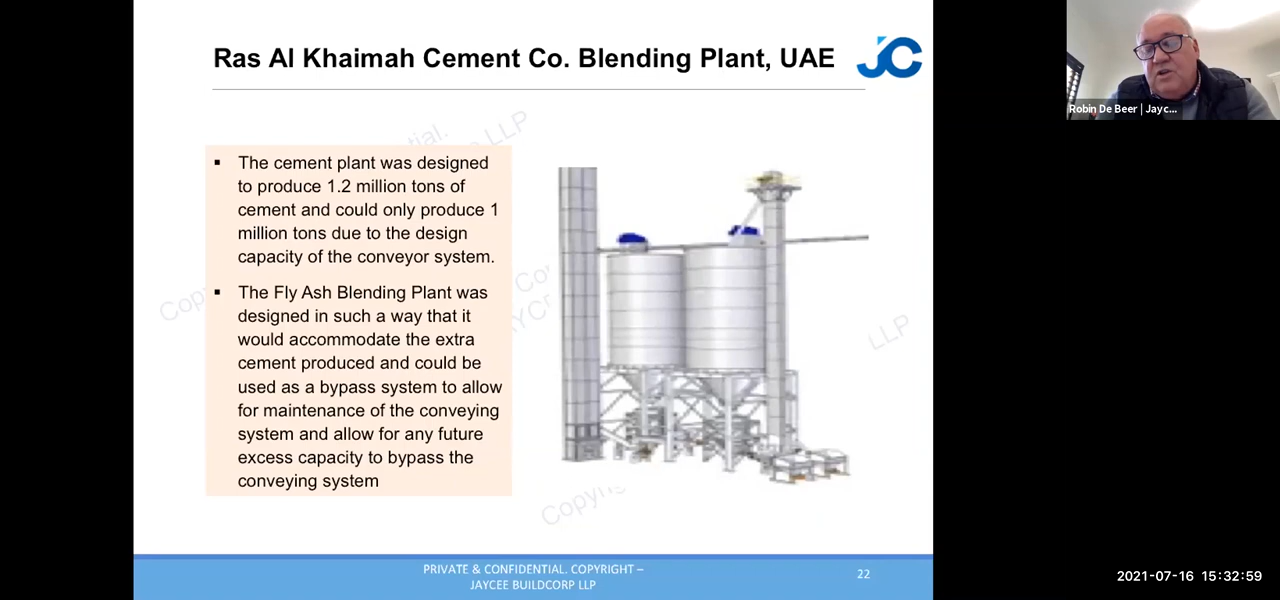 Ras Al Khaimah Cement Co. Blending Plant, UAE
JC
Robin De Beer | Jayc...
▪ The cement plant was designed
to produce 1.2 million tons of
cement and could only produce 1
million tons due to the design
capacity of the conveyor system.
▪ The Fly Ash Blending Plant was
designed in such a way that it
would accommodate the extra
cement produced and could be
used as a bypass system to allow
for maintenance of the conveying
system and allow for any future
excess capacity to bypass the
conveying system
LLP
LLP
PRIVATE & CONFIDENTIAL. COPYRIGHT –
JAYCEE BUILDCORP LLP
22
2021-07-16 15:32:59